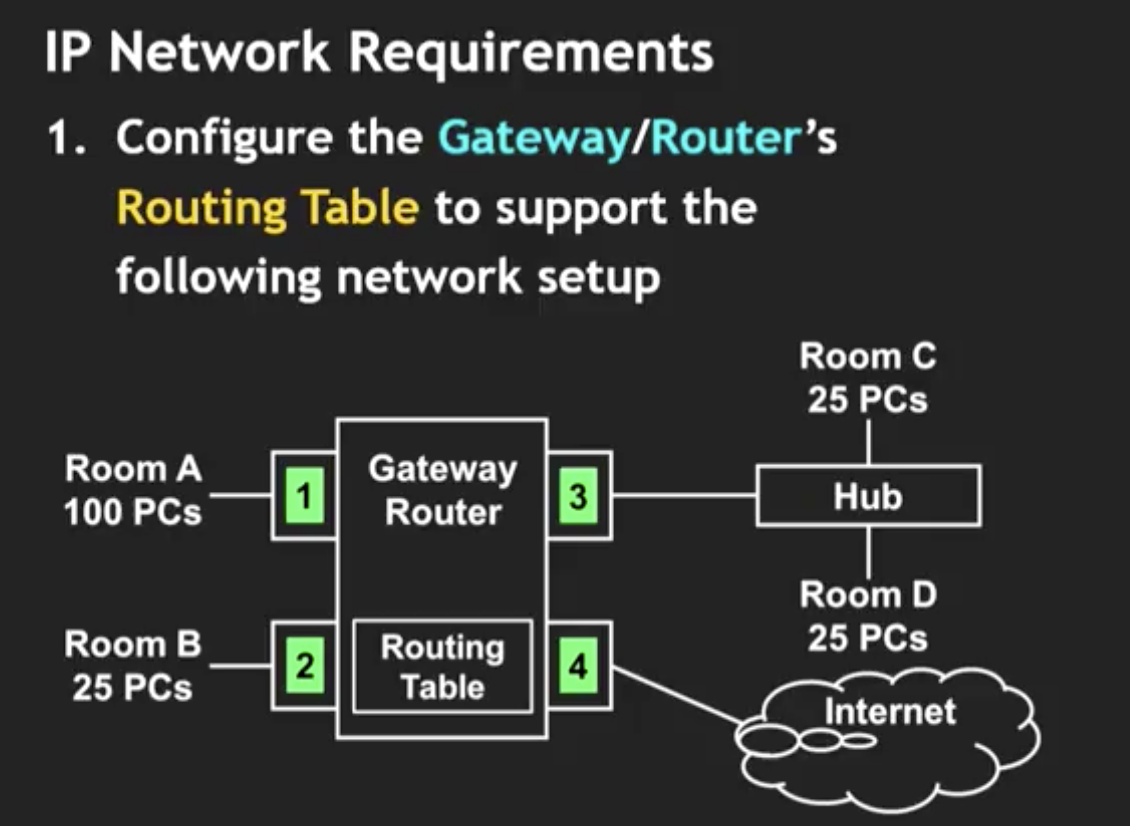 IP Network Requirements
1. Configure the Gateway/Router’s
Routing Table to support the
following network setup
Room C
25 PCs
Room A
100 PCs
1
Gateway
Router
3
Hub
Room B
25 PCs
2
Routing
Table
4
Room D
25 PCs
Internet